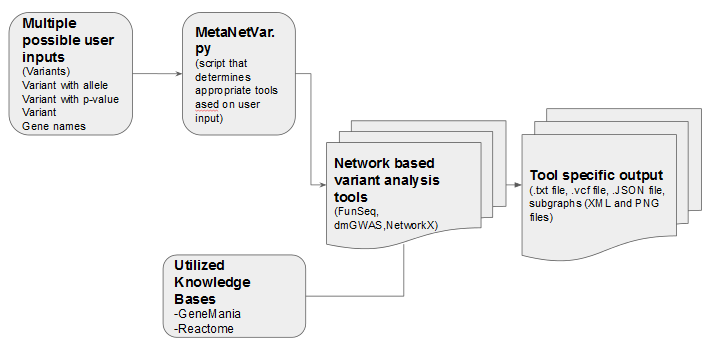 Multiple
possible user
inputs
(Variants)
Variant with allele
Variant with p-value
Variant
Gene names
MetaNetVar.
py
(script that
determines
appropriate tools
ased on user
input)
Network based
variant analysis
tools
(FunSeq,
dmGWAS,NetworkX)
Tool specific output
(.txt file, .vcf file, .JSON file,
subgraphs (XML and PNG
files)
Utilized
Knowledge
Bases
-GeneMania
-Reactome